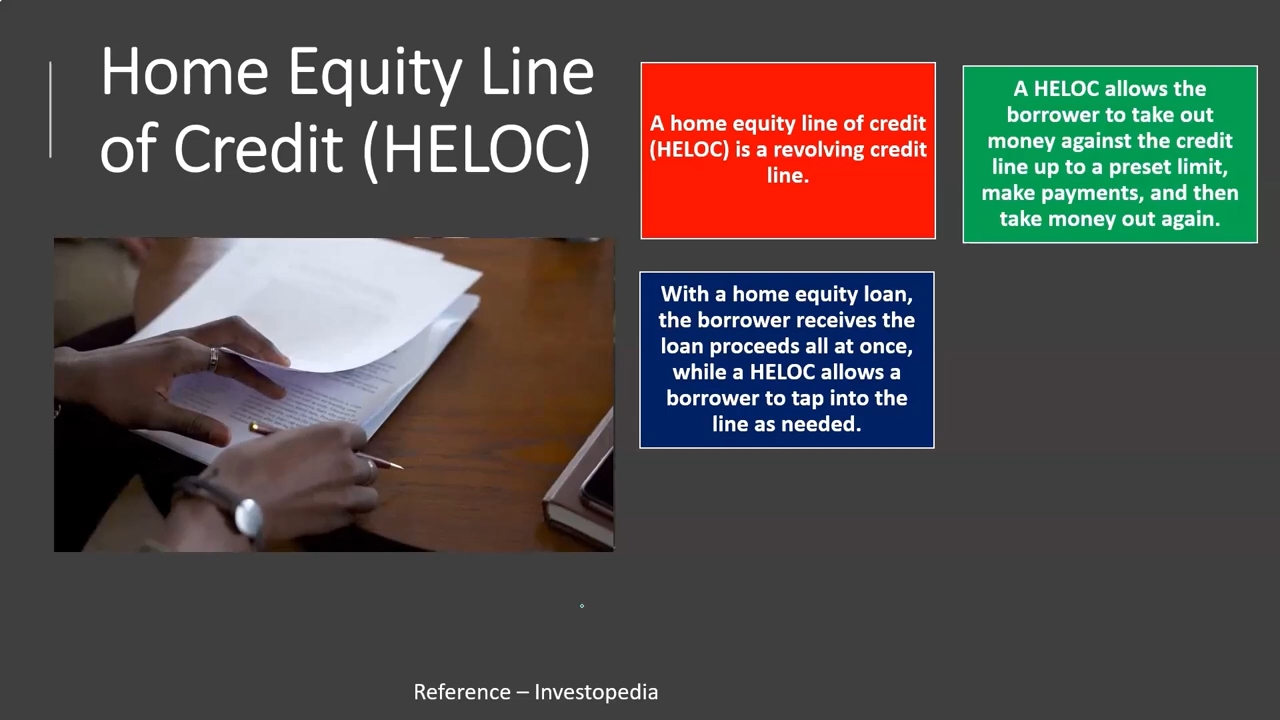 Home Equity Line
of Credit (HELOC)
A home equity line of credit
(HELOC) is a revolving credit
line.
A HELOC allows the
borrower to take out
money against the credit
line up to a preset limit,
make payments, and then
take money out again.
With a home equity loan,
the borrower receives the
loan proceeds all at once,
while a HELOC allows a
borrower to tap into the
line as needed.
Reference – Investopedia